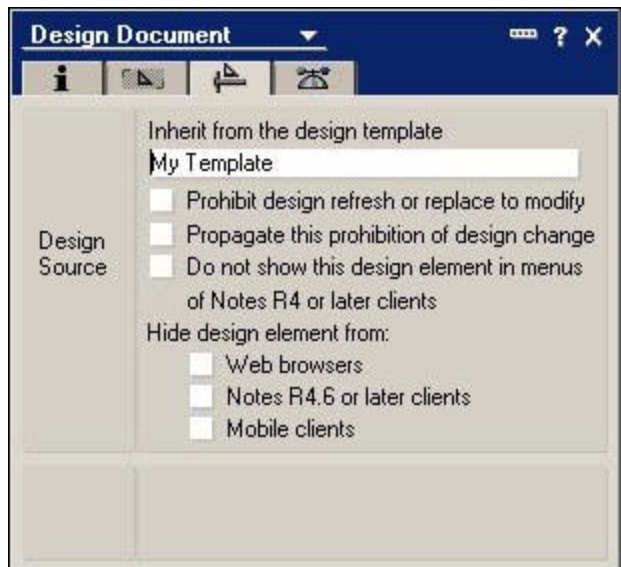 Design Document
? X
i
Inherit from the design template
My Template
Prohibit design refresh or replace to modify
Propagate this prohibition of design change
Design
Source
Do not show this design element in menus
of Notes R4 or later clients
Hide design element from:
Web browsers
Notes R4.6 or later clients
Mobile clients